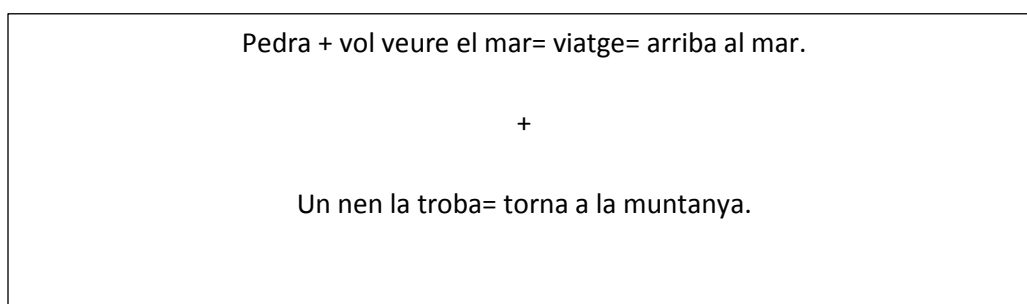 Pedra + vol veure el mar= viatge= arriba al mar.
+
Un nen la troba= torna a la muntanya.